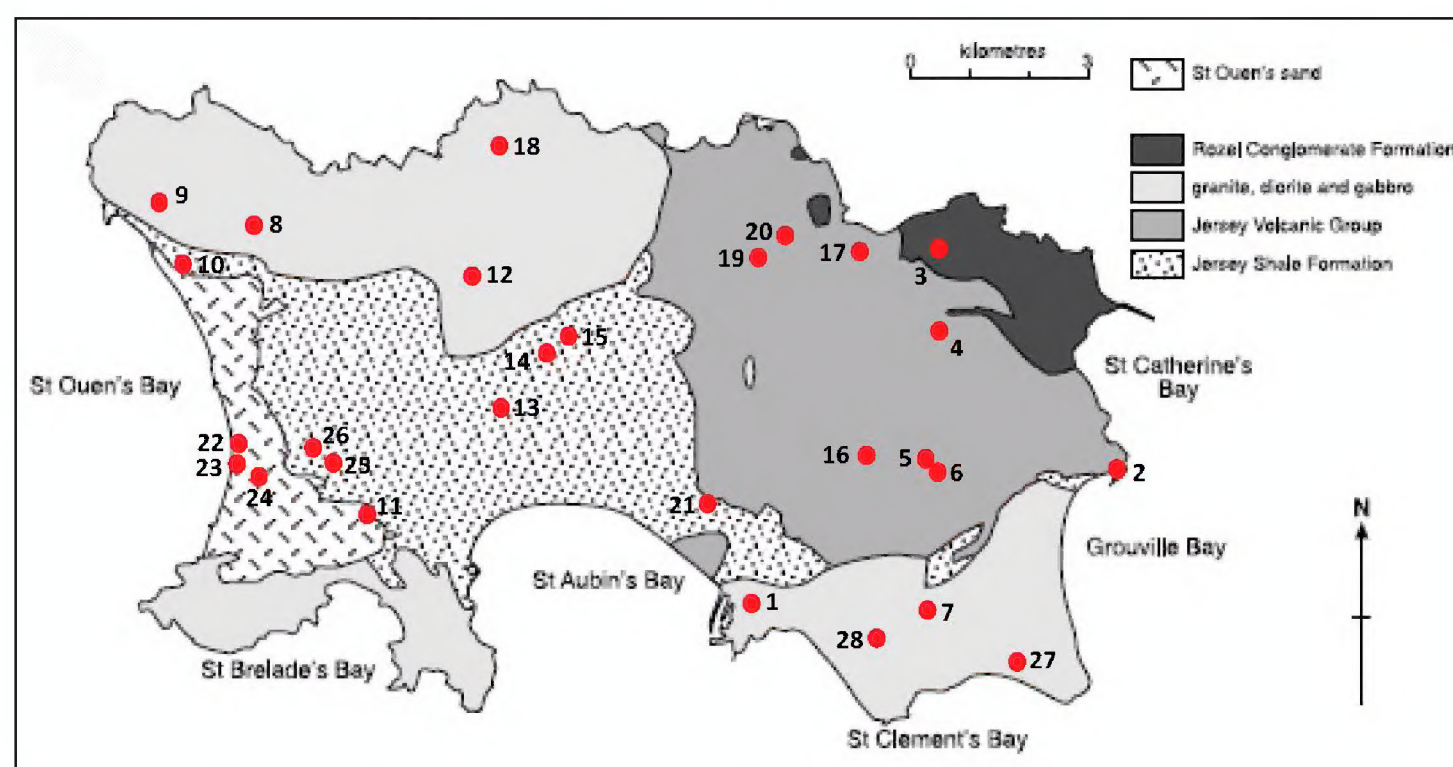 kilometres
0 3
St Ouen's sand
Rozel Conglomerate Formation
granite, diorite and gabbro
Jersey Volcanic Group
Jersey Shale Formation
18
9
8
20
19
17
3
10
12
4
15
14
St Catherine's
Bay
St Ouen's Bay
13
22
26
23
25
24
16
5
6
2
11
21
N
Grouville Bay
St Aubin's Bay
1
7
28
27
St Brelade's Bay
St Clement's Bay